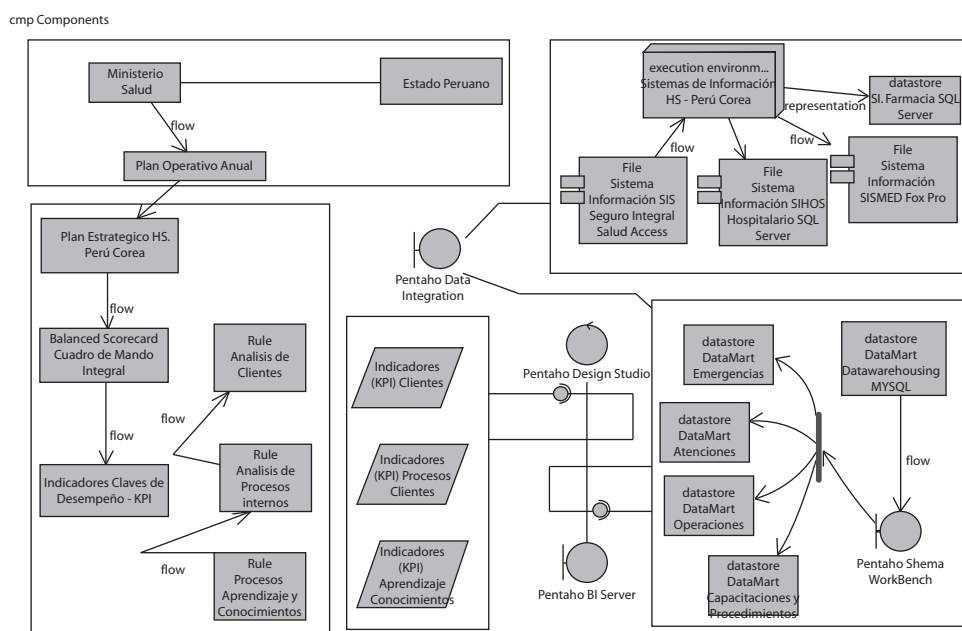 cmp Components
Ministerio
Salud
Estado Peruano
flow
Plan Operativo Anual
execution environm...
Sistemas de Información
HS - Perú Corea
representation
datastore
SI. Farmacia SQL
Server
flow
flow
File
Sistema
Información SIS
Seguro Integral
Salud Access
File
Sistema
Información SIHOS
Hospitalario SQL
Server
File
Sistema
Información
SISMED Fox Pro
Plan Estrategico HS.
Perú Corea
flow
Balanced Scorecard
Cuadro de Mando
Integral
flow
Indicadores Claves de
Desempeño - KPI
Rule
Analisis de
Clientes
flow
Rule
Analisis de
Procesos
internos
flow
Rule
Procesos
Aprendizaje y
Conocimientos
Pentaho Data
Integration
Indicadores
(KPI) Clientes
Indicadores
(KPI) Procesos
Clientes
Indicadores
(KPI)
Aprendizaje
Conocimientos
Pentaho Design Studio
Pentaho BI Server
datastore
DataMart
Emergencias
datastore
DataMart
Atenciones
datastore
DataMart
Operaciones
datastore
DataMart
Capacitaciones y
Procedimientos
datastore
DataMart
Datawarehousing
MYSQL
flow
Pentaho Shema
WorkBench